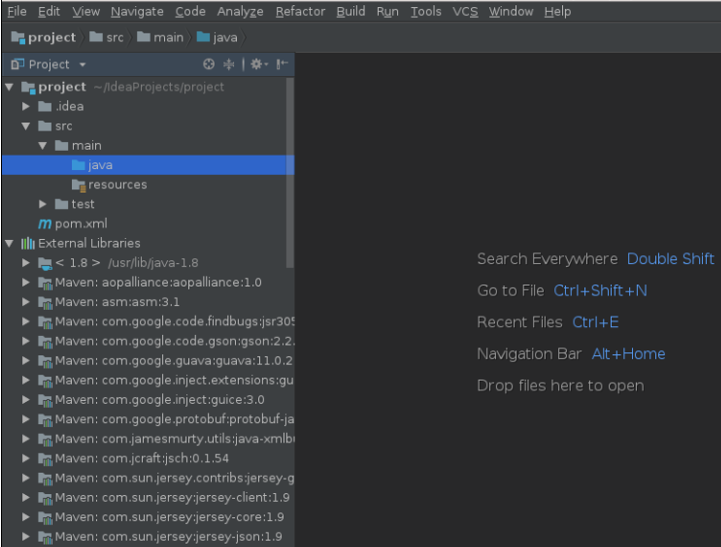 File Edit View Navigate Code Analyze Refactor Build Run Tools VCS Window Help
project src main java
Project
project ~/IdeaProjects/project
.idea
src
main
java
resources
test
pom.xml
External Libraries
< 1.8 > /usr/lib/java-1.8
Maven: aopalliance:aopalliance:1.0
Maven: asm:asm:3.1
Maven: com.google.code.findbugs:jsr305
Maven: com.google.code.gson:gson:2.2.
Maven: com.google.guava:guava:11.0.2
Maven: com.google.inject.extensions:gu
Maven: com.google.inject:guice:3.0
Maven: com.google.protobuf:protobuf-ja
Maven: com.jamesmurty.utils:java-xmlbu
Maven: com.jcraft:jsch:0.1.54
Maven: com.sun.jersey.contribs:jersey-g
Maven: com.sun.jersey:jersey-client:1.9
Maven: com.sun.jersey:jersey-core:1.9
Maven: com.sun.jersey:jersey-json:1.9
Search Everywhere Double Shift
Go to File Ctrl+Shift+N
Recent Files Ctrl+E
Navigation Bar Alt+Home
Drop files here to open